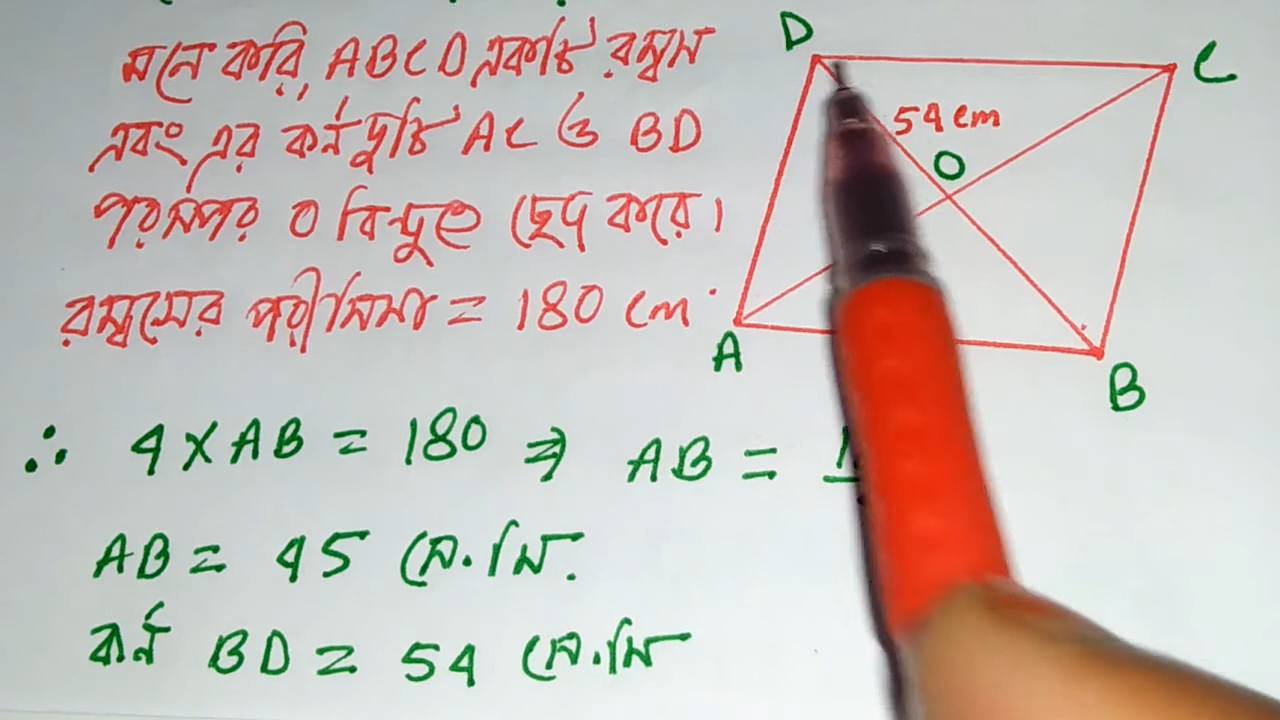 মনে করি, ABCD একটি রম্বস
এবং এর কর্ন দুটি AC ও BD
পরস্পর O বিন্দুতে ছেদ করে।
রম্বসের পরীসিমা = 180 cm
∴ 4 × AB = 180 ⇒ AB =
AB = 45 সে.মি.
কর্ন BD = 54 সে.মি
D
C
54 cm
O
A
B